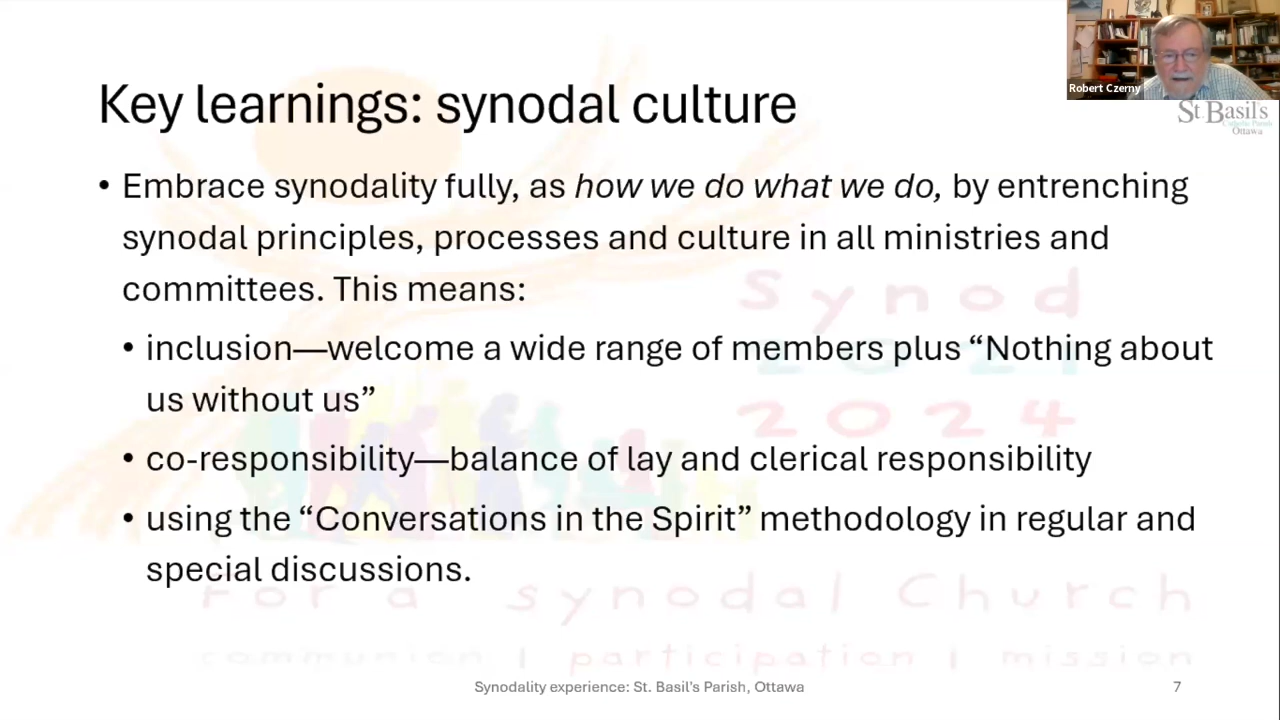 Robert Czerny
St. Basil's
Catholic Parish
Ottawa
Key learnings: synodal culture
• Embrace synodality fully, as how we do what we do, by entrenching
synodal principles, processes and culture in all ministries and
committees. This means:
• inclusion—welcome a wide range of members plus “Nothing about
us without us”
• co-responsibility—balance of lay and clerical responsibility
• using the “Conversations in the Spirit” methodology in regular and
special discussions.
Synod
2021
2024
For a synodal Church
communion | participation | mission
Synodality experience: St. Basil's Parish, Ottawa
7